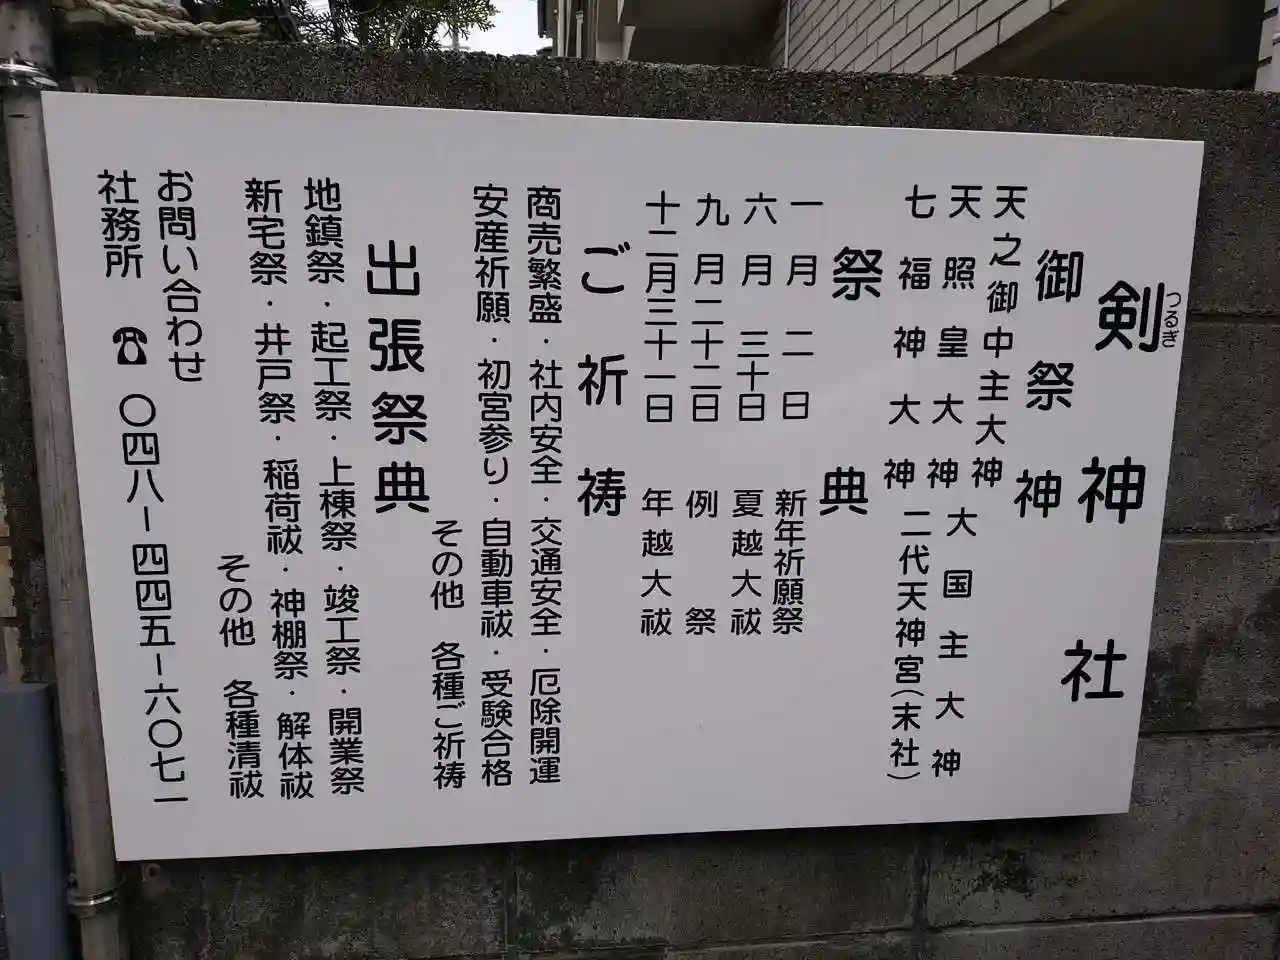 剣神社
つるぎ
御祭神
天之御中主大神
天照皇大神 大国主大神
七福神大神 二代天神宮(末社)
祭典
一月二日 新年祈願祭
六月三十日 夏越大祓
九月二十二日 例祭
十二月三十一日 年越大祓
ご祈祷
商売繁盛・社内安全・交通安全・厄除開運
安産祈願・初宮参り・自動車祓・受験合格
その他 各種ご祈祷
出張祭典
地鎮祭・起工祭・上棟祭・竣工祭・開業祭
新宅祭・井戸祭・稲荷祓・神棚祭・解体祓
その他 各種清祓
お問い合わせ
社務所 ☎ 〇四八-四四五-六〇七一